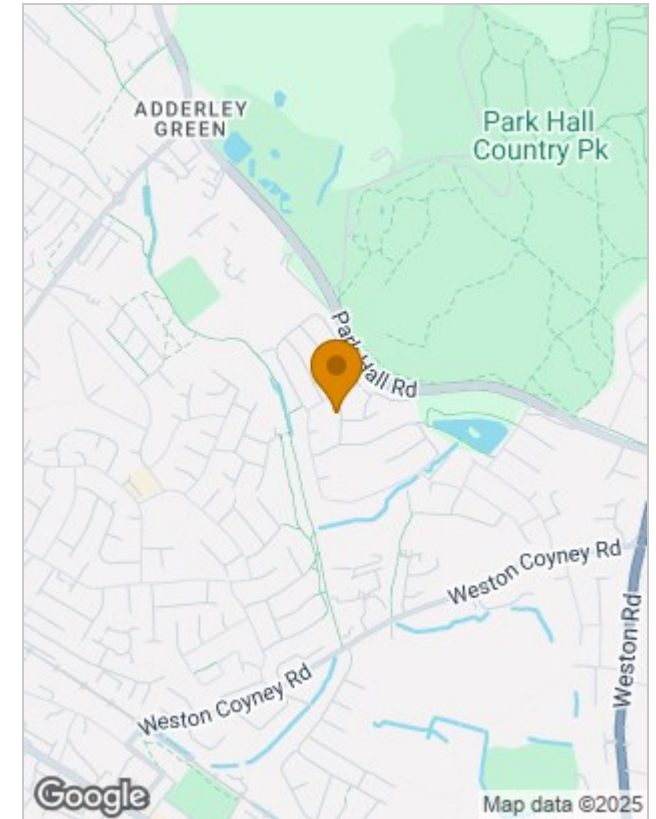 ADDERLEY
GREEN
Park Hall
Country Pk
Park Hall Rd
Weston Coyney Rd
Weston Rd
Weston Coyney Rd
Google
Map data ©2025